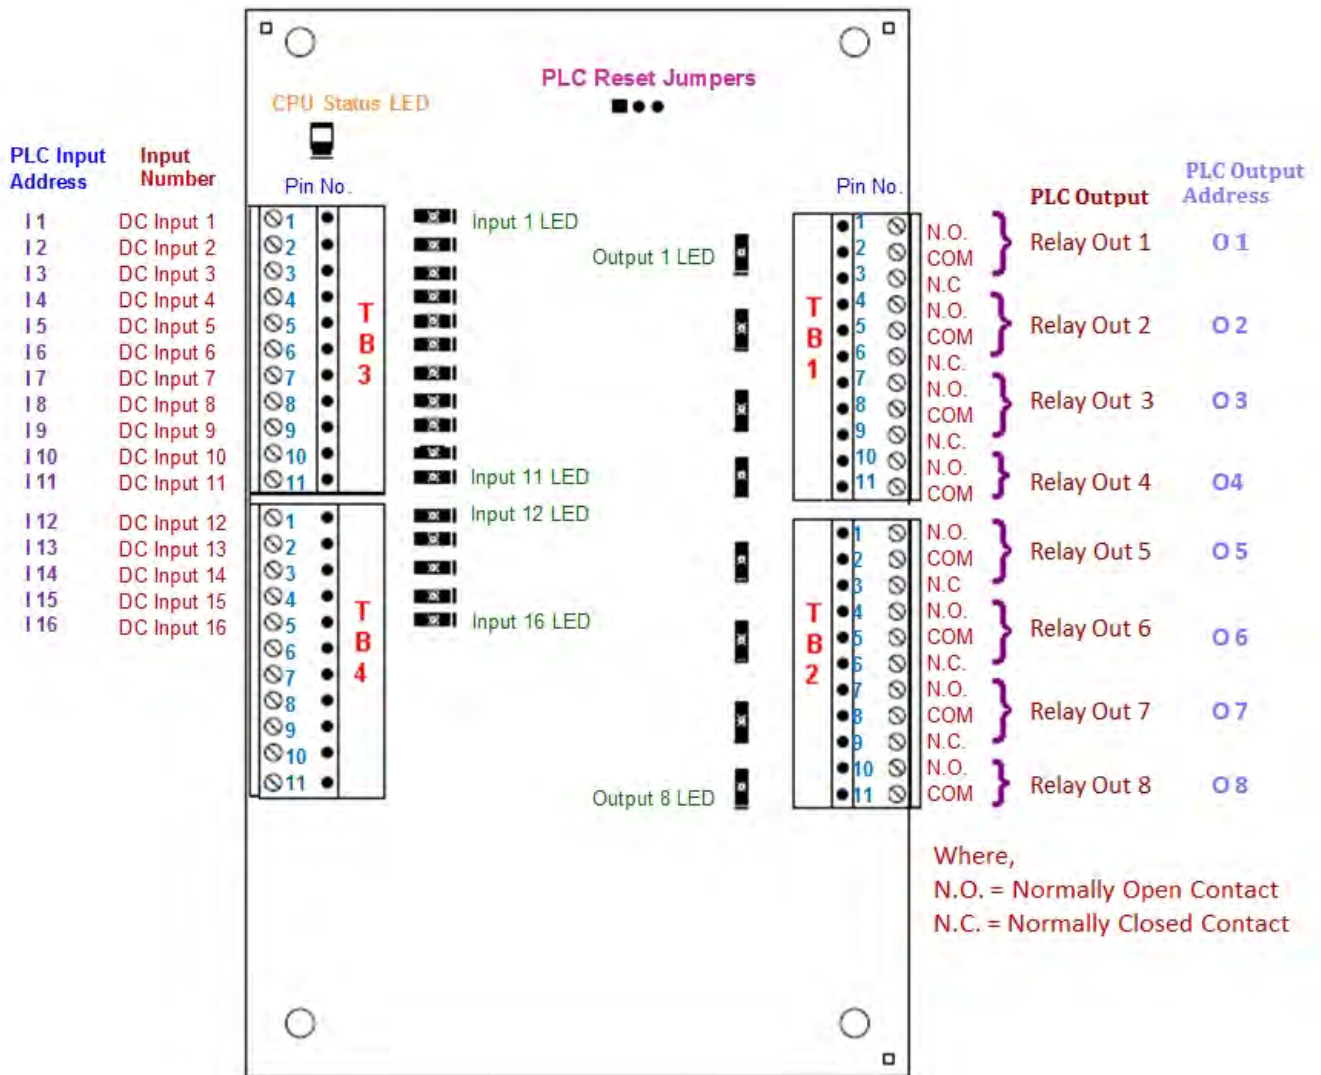 PLC Reset Jumpers
CPU Status LED
PLC Input Address
Input Number
Pin No.
I 1 DC Input 1 1 Input 1 LED
I 2 DC Input 2 2
I 3 DC Input 3 3
I 4 DC Input 4 4
I 5 DC Input 5 5
I 6 DC Input 6 6
I 7 DC Input 7 7
I 8 DC Input 8 8
I 9 DC Input 9 9
I 10 DC Input 10 10
I 11 DC Input 11 11 Input 11 LED
TB3
I 12 DC Input 12 1 Input 12 LED
I 13 DC Input 13 2
I 14 DC Input 14 3
I 15 DC Input 15 4
I 16 DC Input 16 5 Input 16 LED
6
7
8
9
10
11
TB4
Pin No.
PLC Output
PLC Output Address
Output 1 LED
TB1
1 N.O.
2 COM Relay Out 1 O 1
3 N.C
4 N.O.
5 COM Relay Out 2 O 2
6 N.C.
7 N.O.
8 COM Relay Out 3 O 3
9 N.C.
10 N.O. Relay Out 4 O4
11 COM
TB2
1 N.O.
2 COM Relay Out 5 O 5
3 N.C
4 N.O.
5 COM Relay Out 6 O 6
6 N.C.
7 N.O.
8 COM Relay Out 7 O 7
9 N.C.
10 N.O. Relay Out 8 O 8
11 COM
Output 8 LED
Where,
N.O. = Normally Open Contact
N.C. = Normally Closed Contact